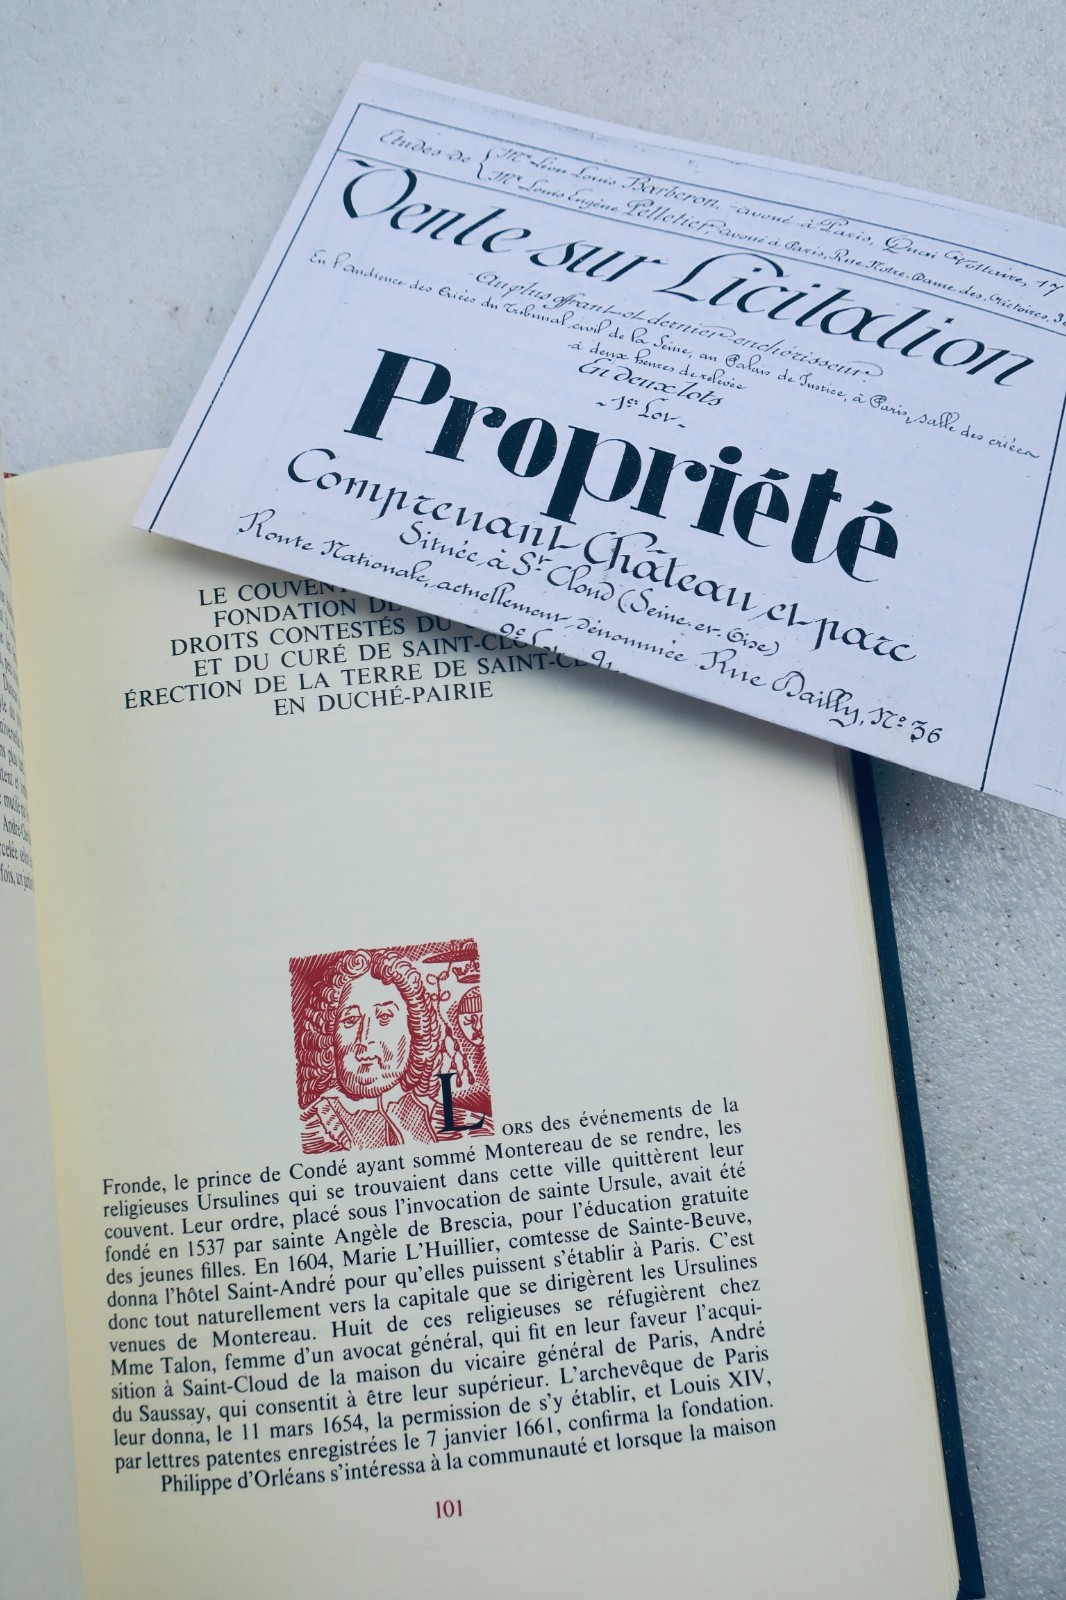 Études de { Me Léon Louis Barberon, avoué à Paris, Quai Voltaire, 17
Me Louis Eugène Pelletier, avoué à Paris, Rue Notre-Dame-des-Victoires, 3
Vente sur Licitation
Au plus offrant et dernier enchérisseur
En l'audience des Criées du Tribunal civil de la Seine, au Palais de Justice, à Paris, salle des criées
à deux heures de relevée
En deux lots
~1er Lot~
Propriété
Comprenant Château et parc
Située à St Cloud (Seine-et-Oise)
Route Nationale, actuellement dénommée Rue Dailly, No 36
LE COUVENT
FONDATION DE
DROITS CONTESTÉS DU
ET DU CURÉ DE SAINT-CLO
ÉRECTION DE LA TERRE DE SAINT-CL
EN DUCHÉ-PAIRIE
LORS des événements de la
Fronde, le prince de Condé ayant sommé Montereau de se rendre, les
religieuses Ursulines qui se trouvaient dans cette ville quittèrent leur
couvent. Leur ordre, placé sous l'invocation de sainte Ursule, avait été
fondé en 1537 par sainte Angèle de Brescia, pour l'éducation gratuite
des jeunes filles. En 1604, Marie L'Huillier, comtesse de Sainte-Beuve,
donna l'hôtel Saint-André pour qu'elles puissent s'établir à Paris. C'est
donc tout naturellement vers la capitale que se dirigèrent les Ursulines
venues de Montereau. Huit de ces religieuses se réfugièrent chez
Mme Talon, femme d'un avocat général, qui fit en leur faveur l'acqui-
sition à Saint-Cloud de la maison du vicaire général de Paris, André
du Saussay, qui consentit à être leur supérieur. L'archevêque de Paris
leur donna, le 11 mars 1654, la permission de s'y établir, et Louis XIV,
par lettres patentes enregistrées le 7 janvier 1661, confirma la fondation.
Philippe d'Orléans s'intéressa à la communauté et lorsque la maison
101